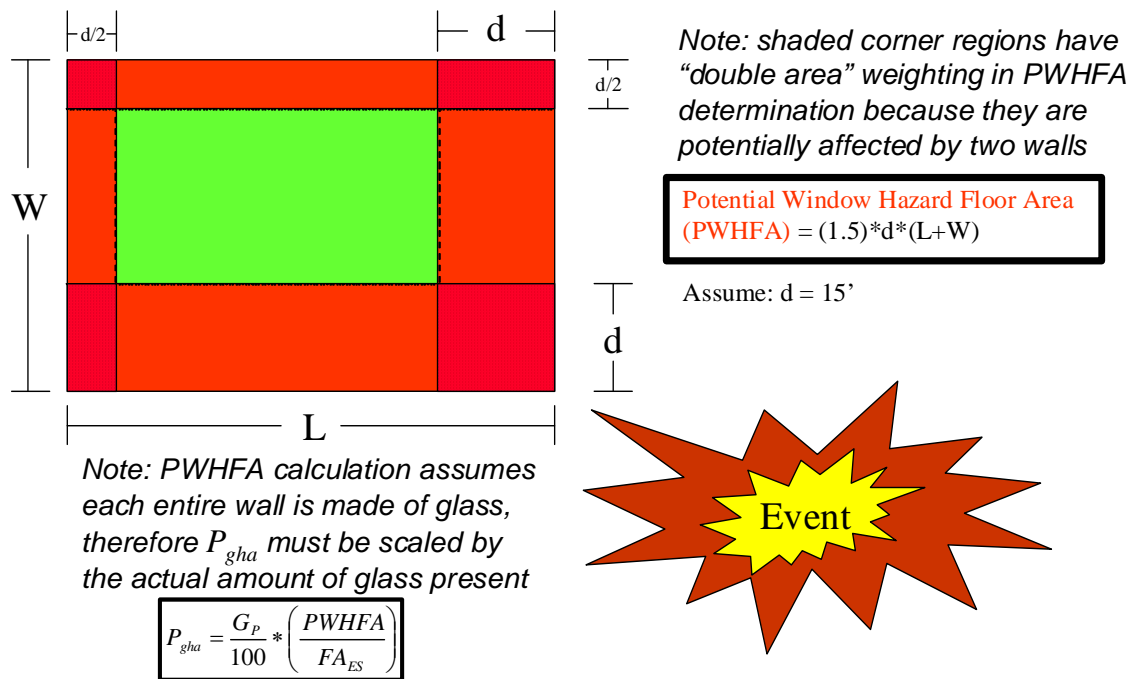 d/2
d
Note: shaded corner regions have
“double area” weighting in PWHFA
determination because they are
potentially affected by two walls
d/2
W
Potential Window Hazard Floor Area
(PWHFA) = (1.5)*d*(L+W)
Assume: d = 15’
d
L
Note: PWHFA calculation assumes
each entire wall is made of glass,
therefore P_gha must be scaled by
the actual amount of glass present
Event
P_gha = G_P/100 * (PWHFA/FA_ES)